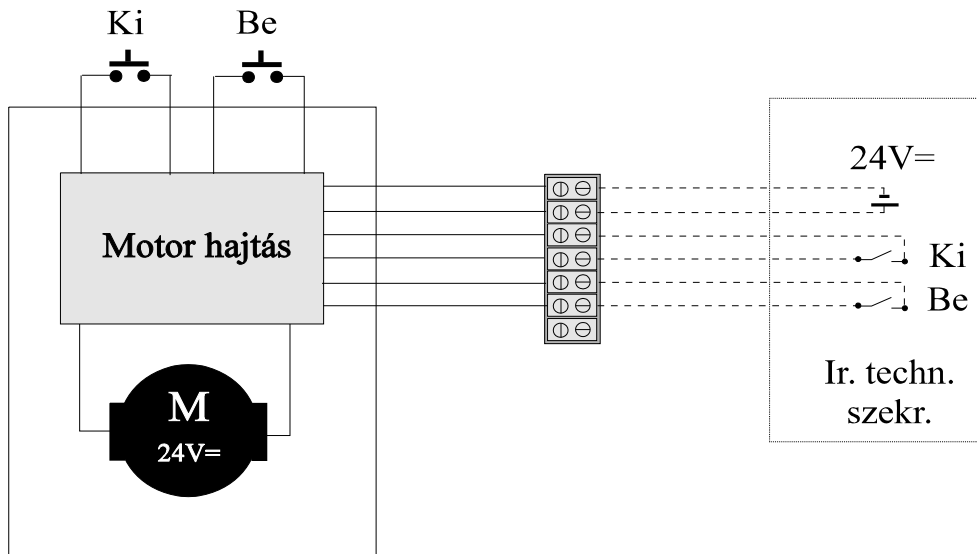 Ki
Be
24V=
Motor hajtás
Ki
Be
M
24V=
Ir. techn.
szekr.